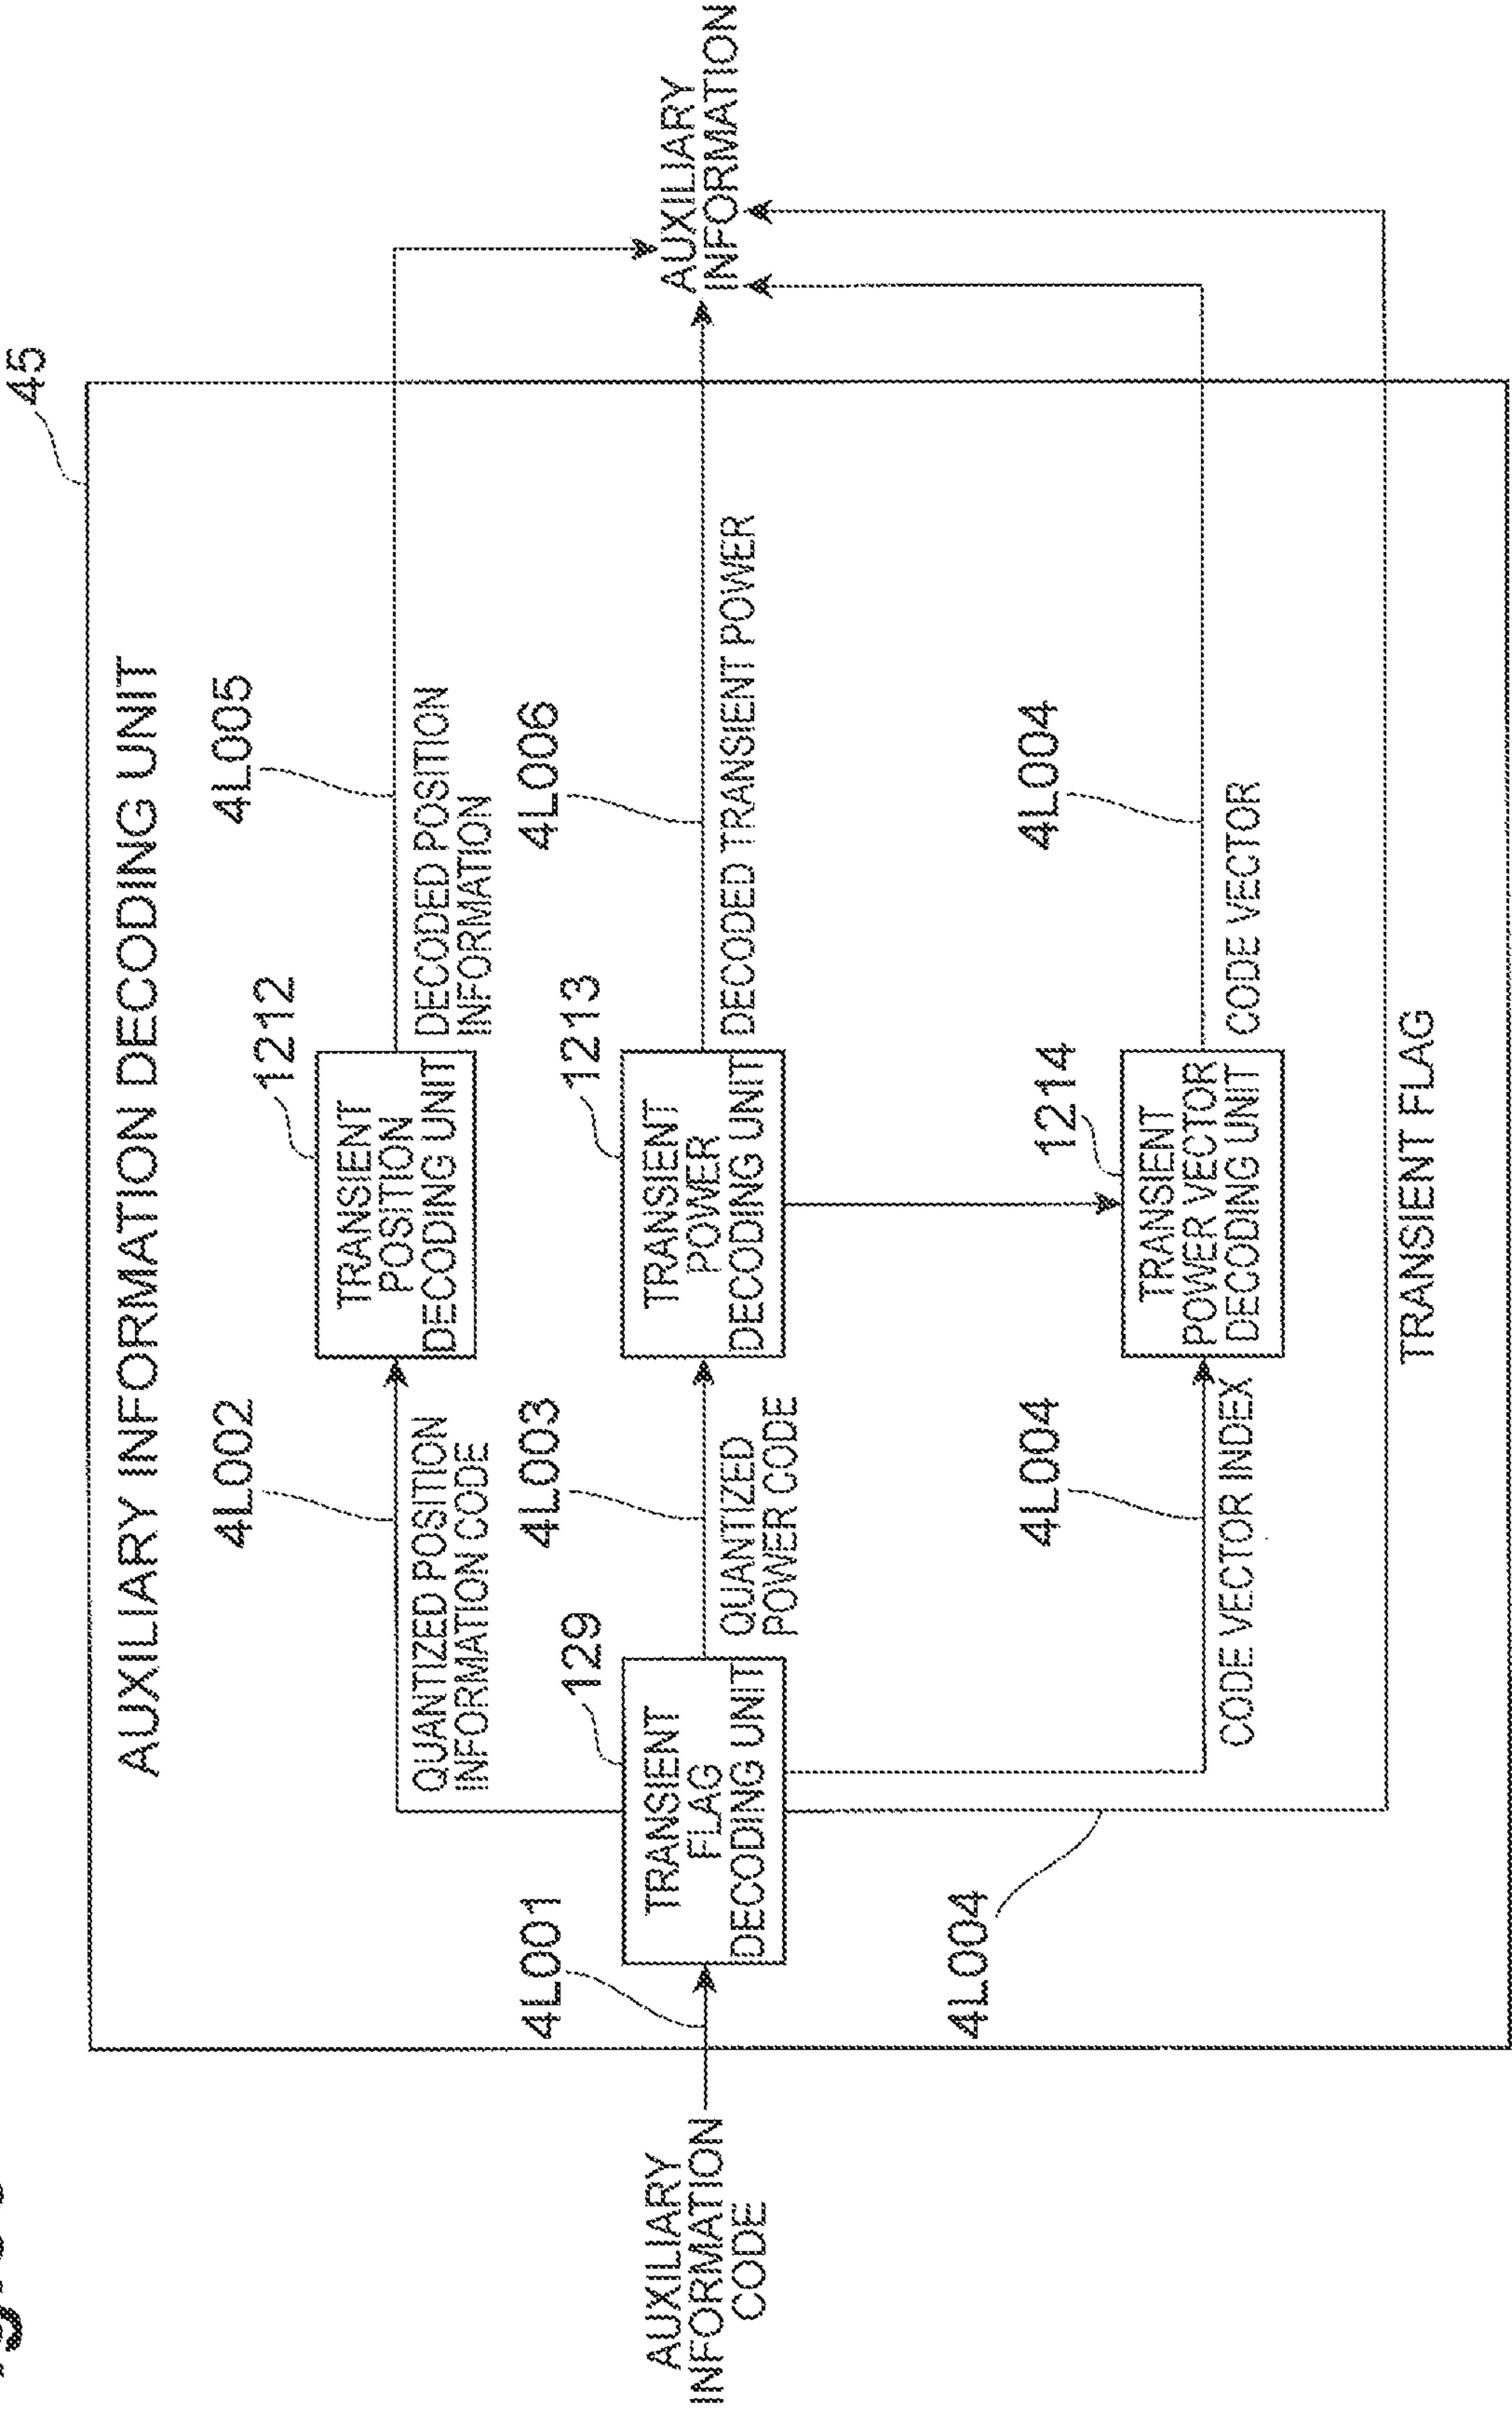 45
AUXILIARY INFORMATION DECODING UNIT
4L002
1212
4L005
QUANTIZED POSITION
INFORMATION CODE
TRANSIENT
POSITION
DECODING UNIT
DECODED POSITION
INFORMATION
4L001
129
4L003
1213
4L006
AUXILIARY
INFORMATION
CODE
TRANSIENT
FLAG
DECODING UNIT
QUANTIZED
POWER CODE
TRANSIENT
POWER
DECODING UNIT
DECODED TRANSIENT POWER
AUXILIARY
INFORMATION
4L004
4L004
1214
4L004
CODE VECTOR INDEX
TRANSIENT
POWER VECTOR
DECODING UNIT
CODE VECTOR
TRANSIENT FLAG